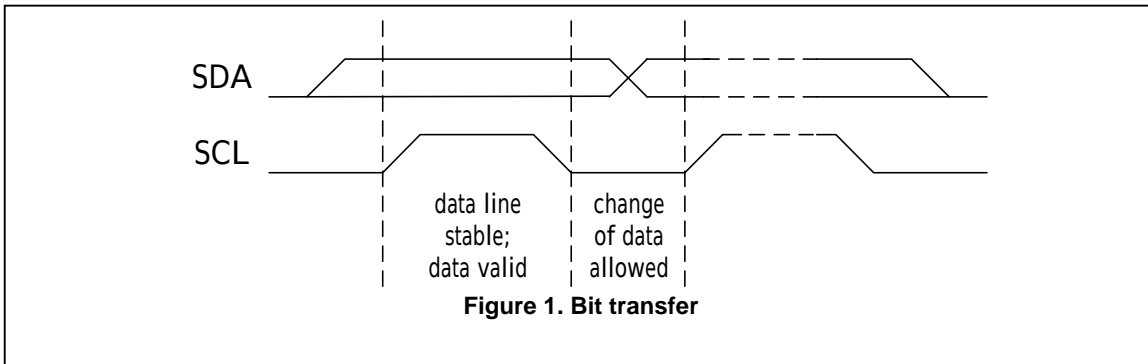 SDA
SCL
data line
stable;
data valid
change
of data
allowed
Figure 1. Bit transfer